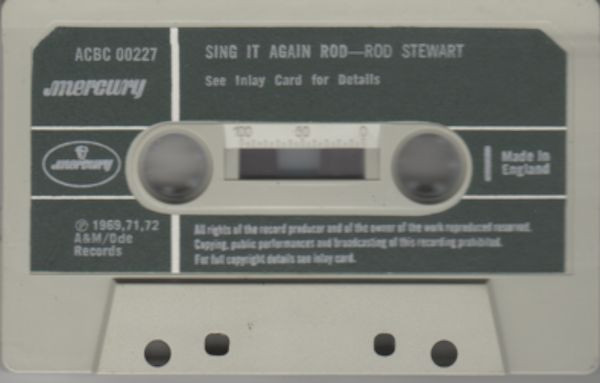 ACBC 00227
mercury
SING IT AGAIN ROD—ROD STEWART
See Inlay Card for Details
100 50 0
mercury
Made in
England
℗ 1969,71,72
A&M/Ode
Records
All rights of the record producer and of the owner of the work reproduced reserved.
Copying, public performances and broadcasting of this recording prohibited.
For full copyright details see inlay card.